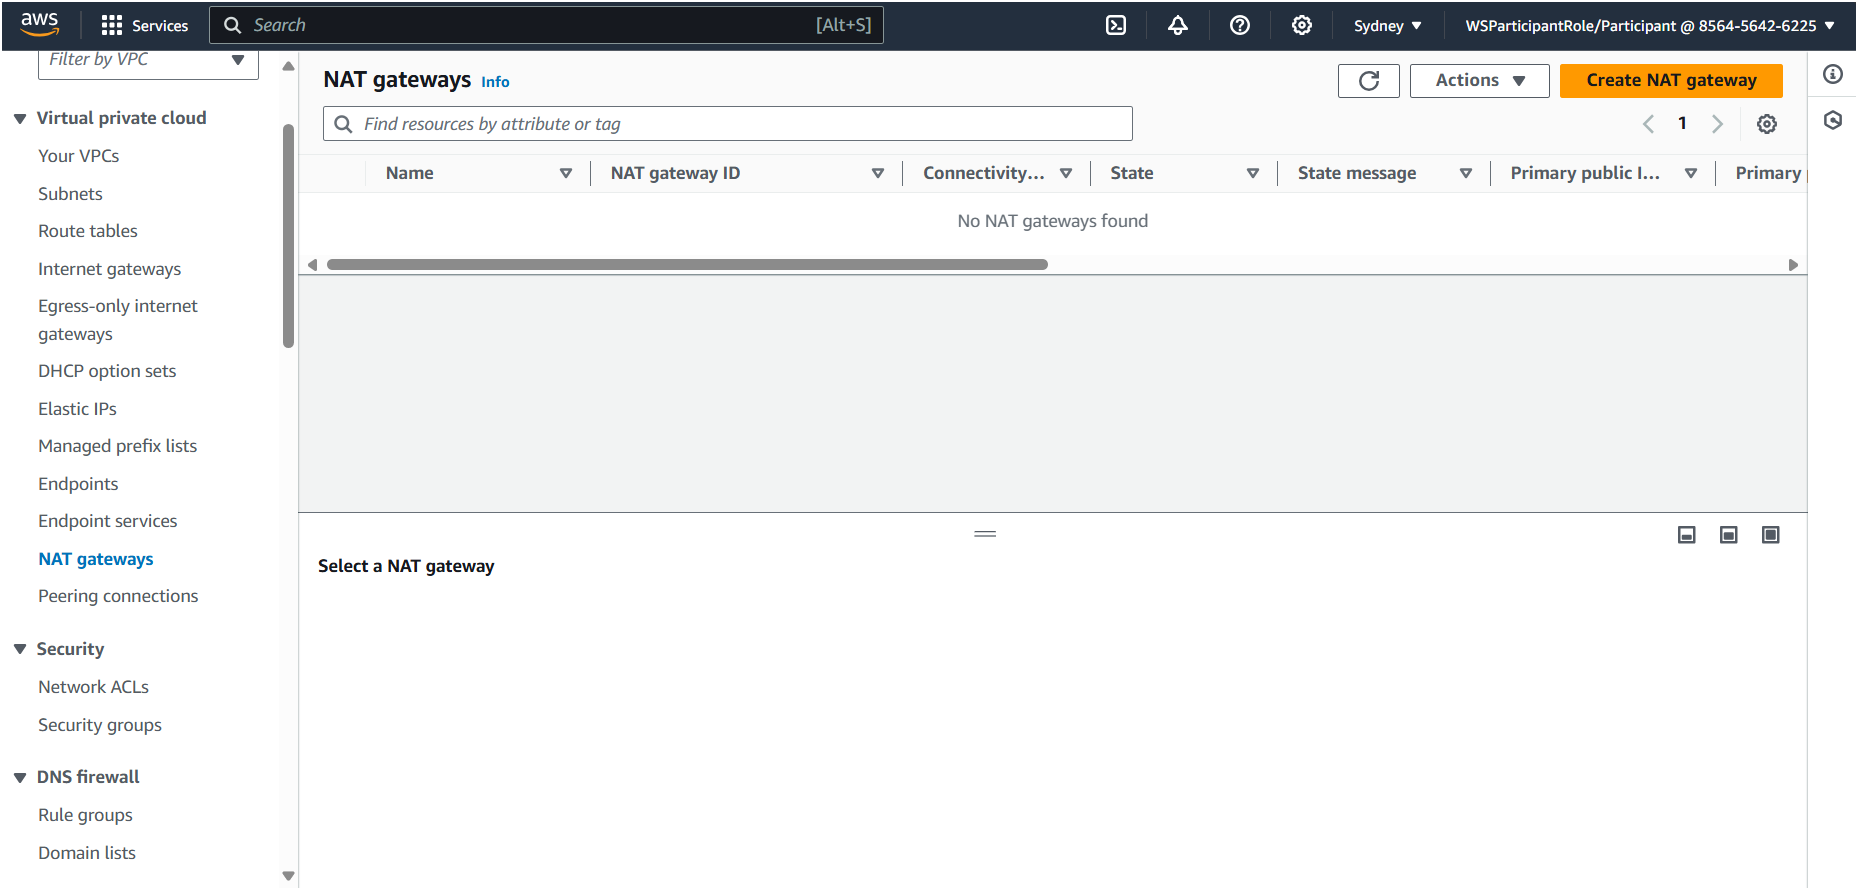 aws
Services
Search
[Alt+S]
Sydney
WSParticipantRole/Participant @ 8564-5642-6225
Filter by VPC
Virtual private cloud
Your VPCs
Subnets
Route tables
Internet gateways
Egress-only internet
gateways
DHCP option sets
Elastic IPs
Managed prefix lists
Endpoints
Endpoint services
NAT gateways
Peering connections
Security
Network ACLs
Security groups
DNS firewall
Rule groups
Domain lists
NAT gateways Info
Actions
Create NAT gateway
Find resources by attribute or tag
1
Name
NAT gateway ID
Connectivity...
State
State message
Primary public I...
Primary
No NAT gateways found
Select a NAT gateway